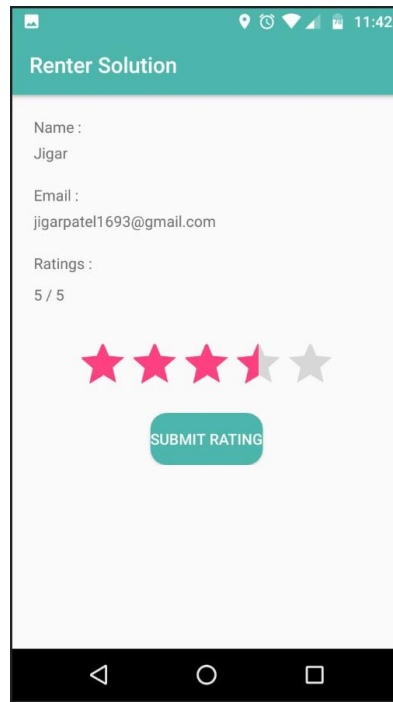 11:42
Renter Solution
Name :
Jigar
Email :
jigarpatel1693@gmail.com
Ratings :
5 / 5
SUBMIT RATING